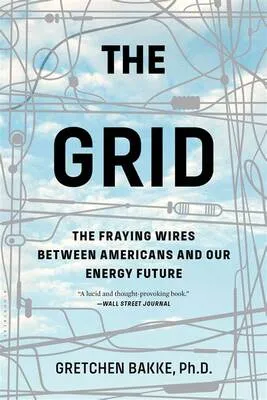 THE
GRID
THE FRAYING WIRES
BETWEEN AMERICANS AND OUR
ENERGY FUTURE
"A lucid and thought-provoking book."
—WALL STREET JOURNAL
GRETCHEN BAKKE, Ph.D.